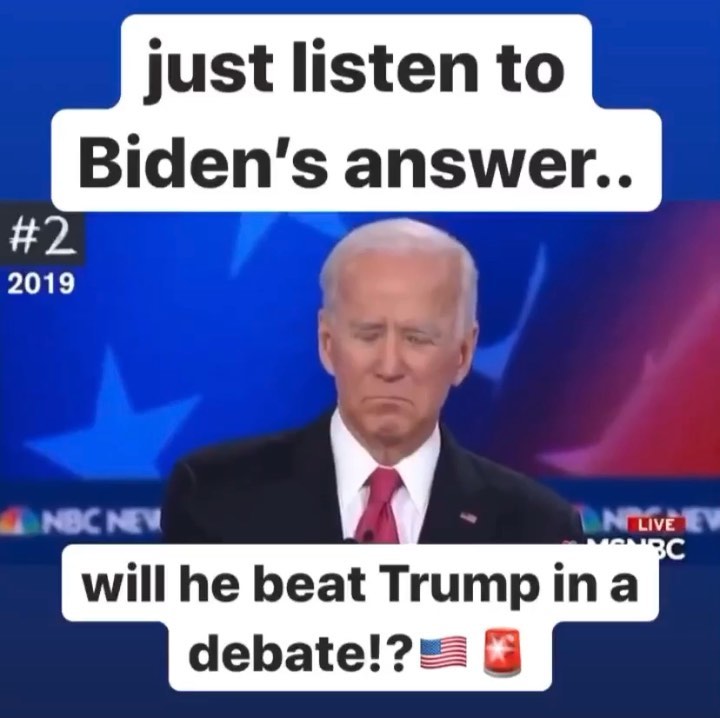 just listen to
Biden's answer..
#2
2019
NBC NEW
LIVE
MSNBC
will he beat Trump in a
debate!?🇺🇸 🚨